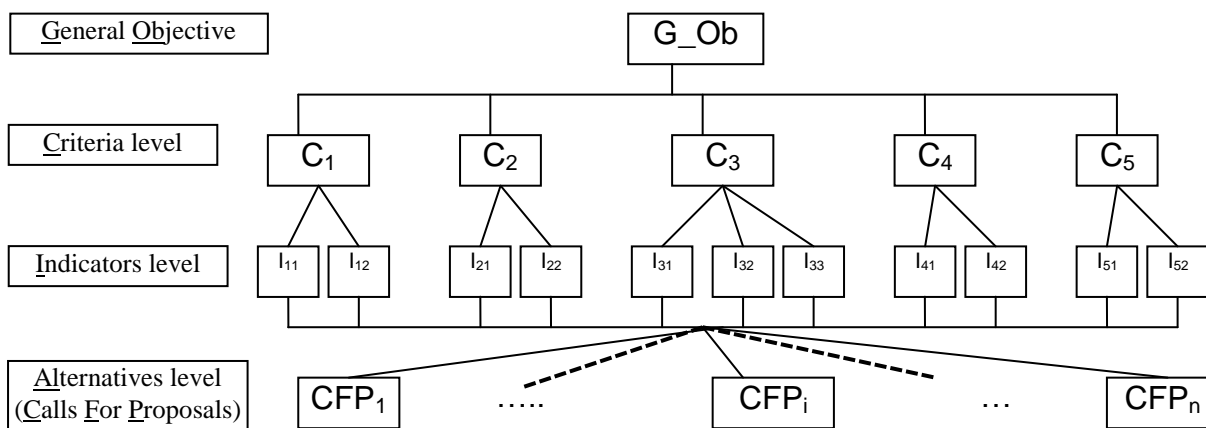 General Objective
G_Ob
Criteria level
C₁ C₂ C₃ C₄ C₅
Indicators level
I₁₁ I₁₂ I₂₁ I₂₂ I₃₁ I₃₂ I₃₃ I₄₁ I₄₂ I₅₁ I₅₂
Alternatives level
(Calls For Proposals)
CFP₁ ..... CFPᵢ ... CFPₙ